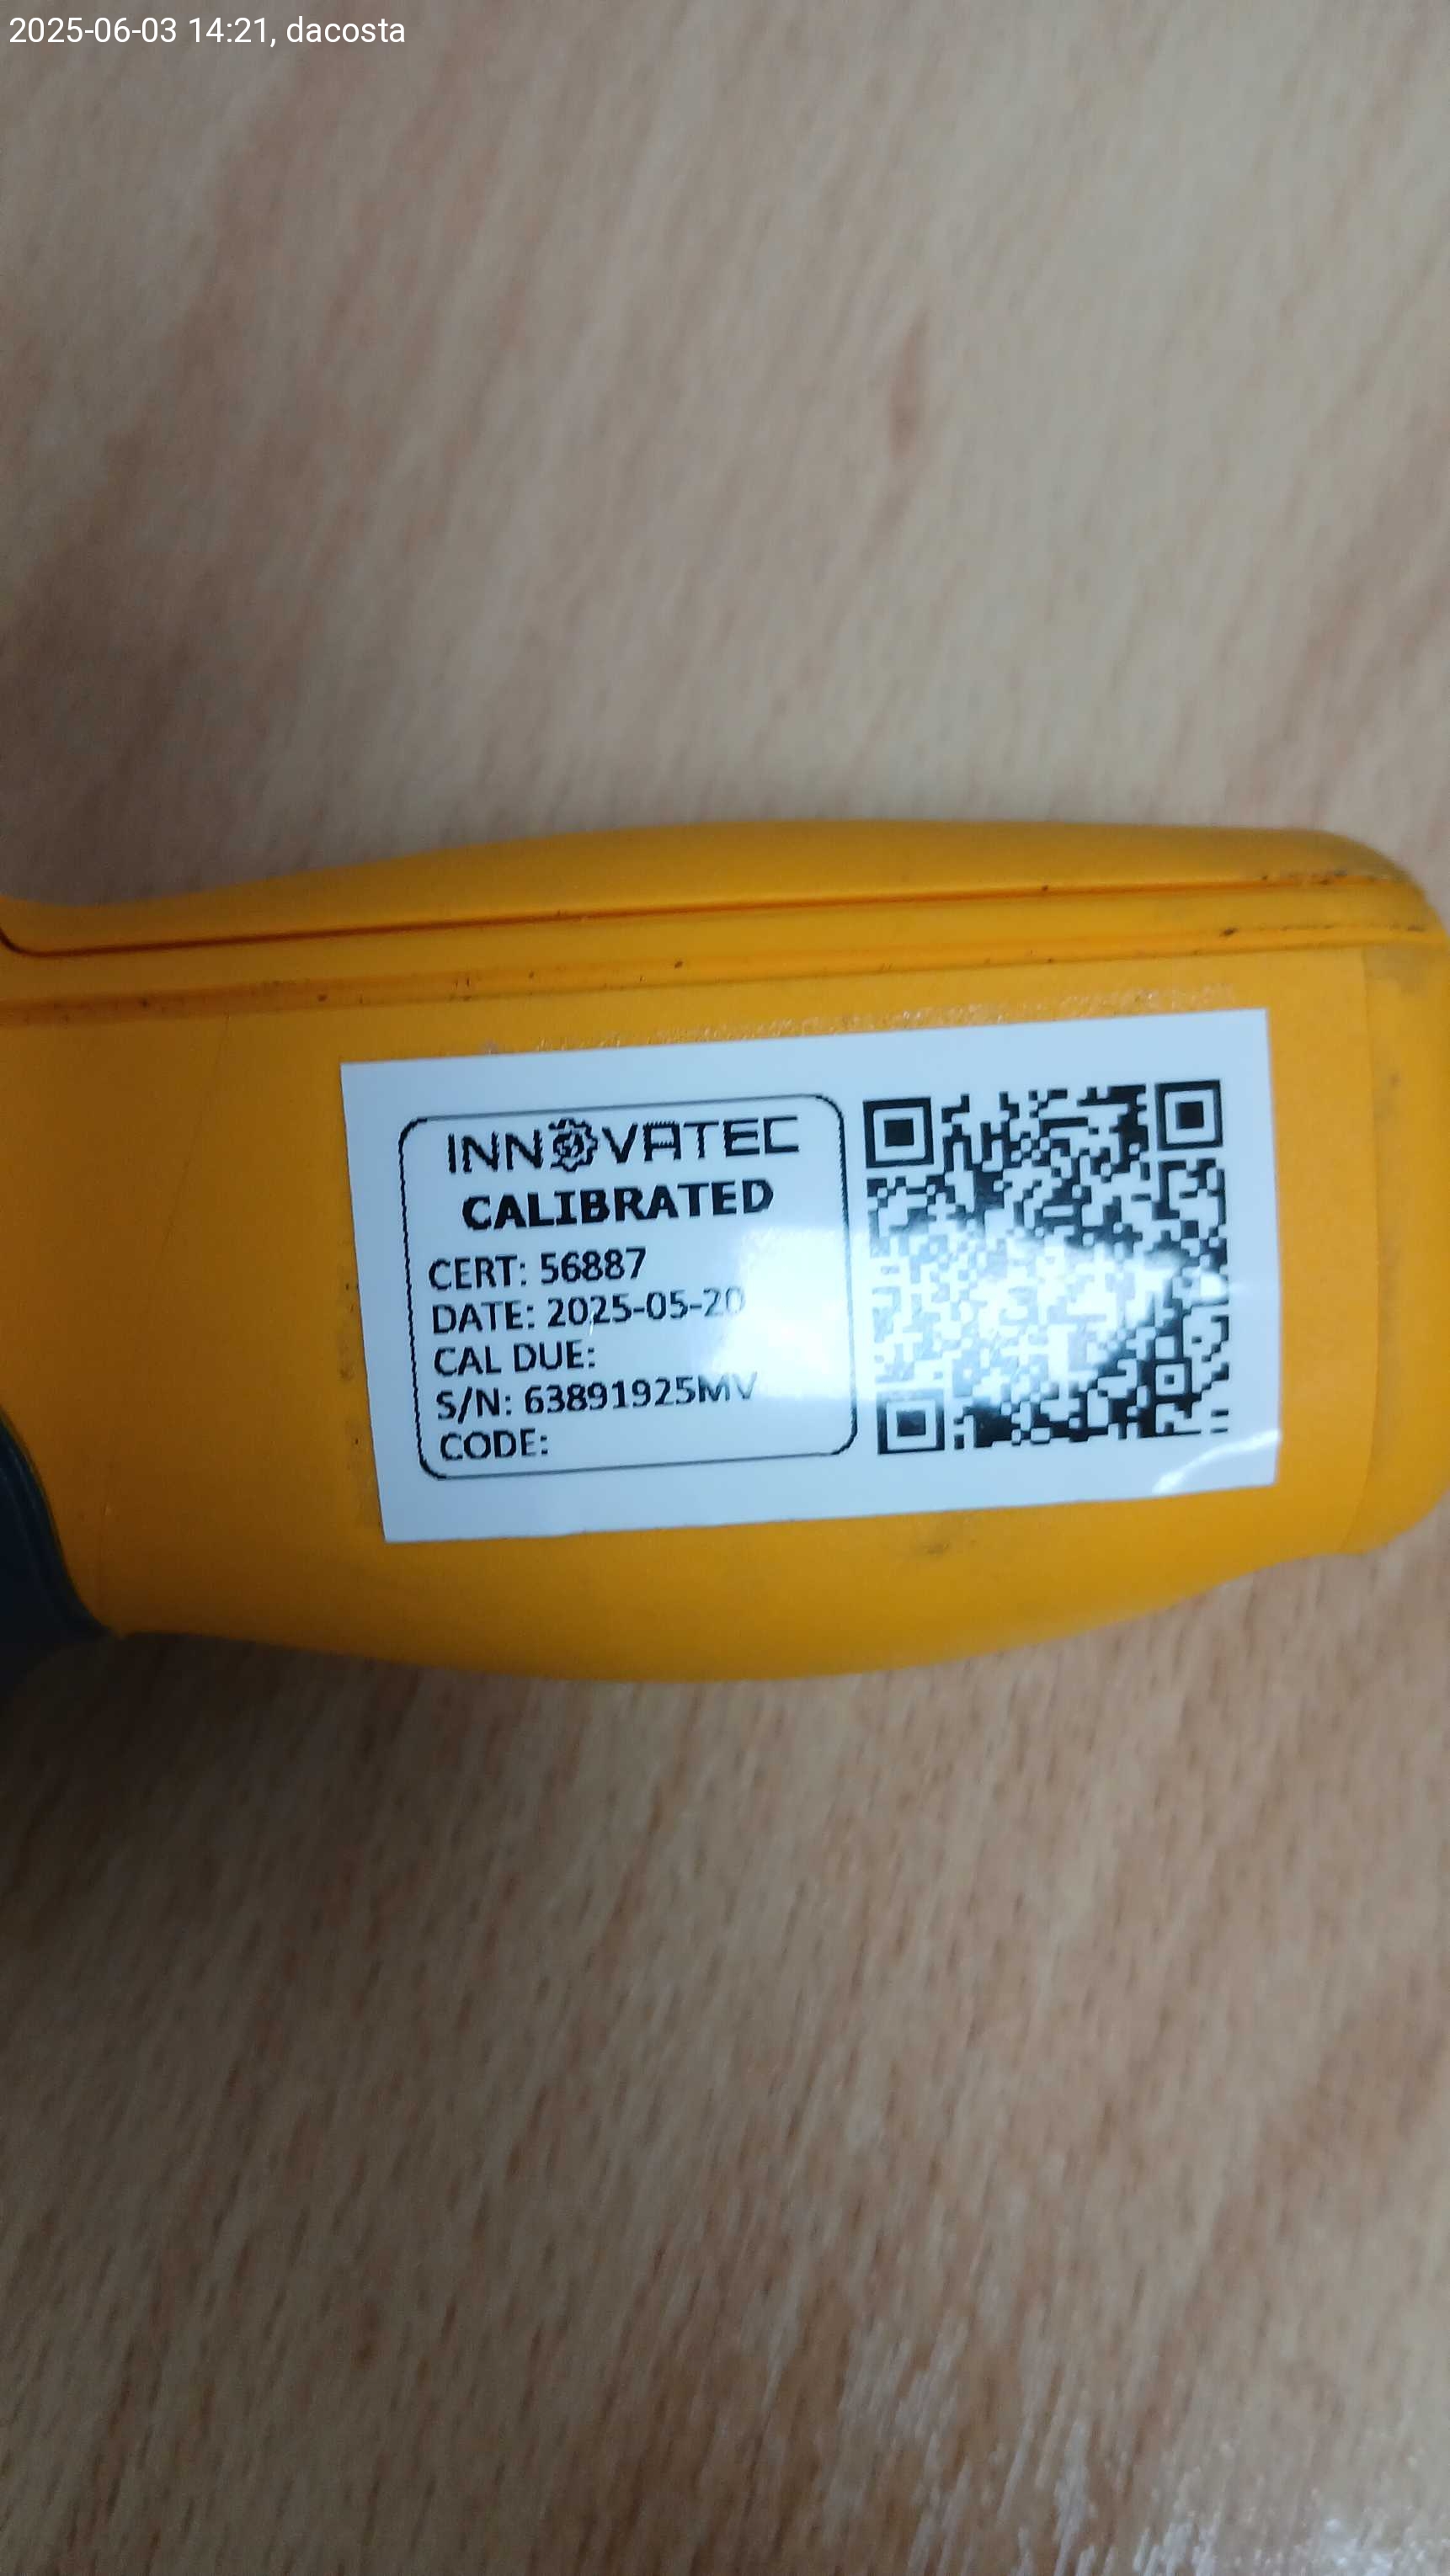 2025-06-03 14:21, dacosta
INNOVATEC
CALIBRATED
CERT: 56887
DATE: 2025-05-20
CAL DUE:
S/N: 63891925MV
CODE: